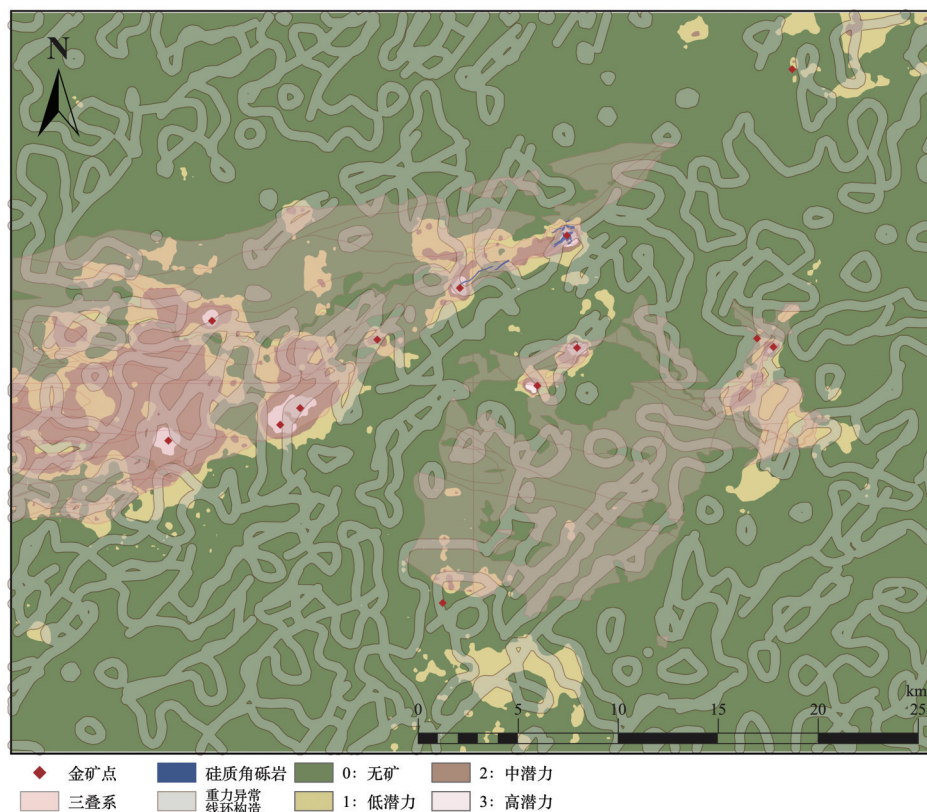 N
km
0 5 10 15 20 25
金矿点 硅质角砾岩 0：无矿 2：中潜力
三叠系 重力异常
线环构造 1：低潜力 3：高潜力